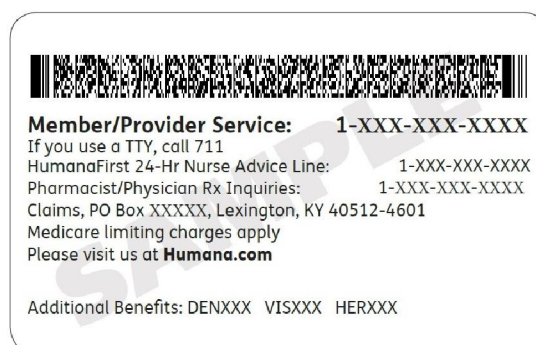 Member/Provider Service: 1-XXX-XXX-XXXX
If you use a TTY, call 711
HumanaFirst 24-Hr Nurse Advice Line: 1-XXX-XXX-XXXX
Pharmacist/Physician Rx Inquiries: 1-XXX-XXX-XXXX
Claims, PO Box XXXXX, Lexington, KY 40512-4601
Medicare limiting charges apply
Please visit us at Humana.com
Additional Benefits: DENXXX VISXXX HERXXX
SAMPLE